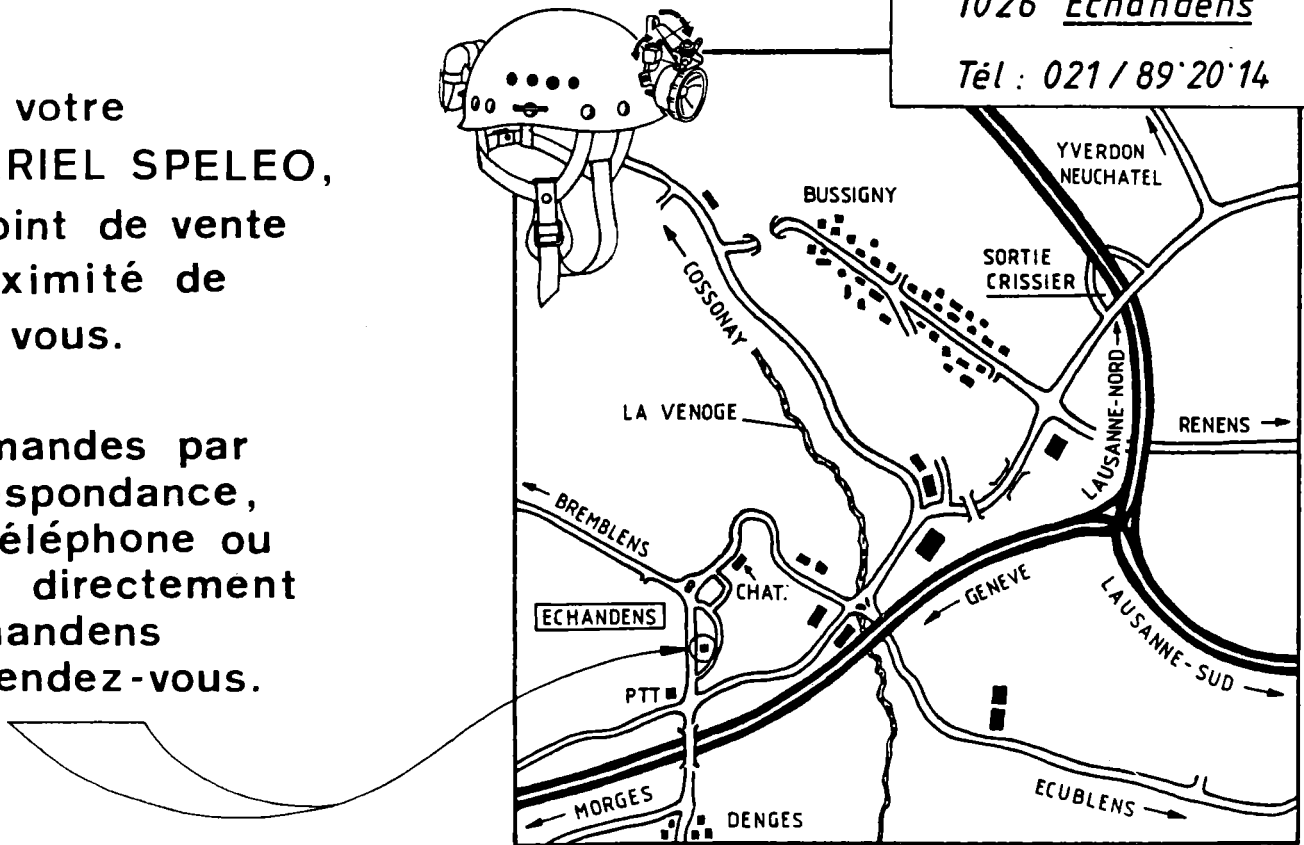 1026 Echandens
Tél : 021 / 89'20'14
votre
RIEL SPELEO,
oint de vente
ximité de
vous.
mandes par
spondance,
éléphone ou
directement
handens
endez-vous.
YVERDON
NEUCHATEL
BUSSIGNY
SORTIE
CRISSIER
COSSONAY
LAUSANNE-NORD
LA VENOGE
RENENS
BREMBLENS
CHAT.
GENEVE
ECHANDENS
LAUSANNE-SUD
PTT
MORGES
ECUBLENS
DENGES